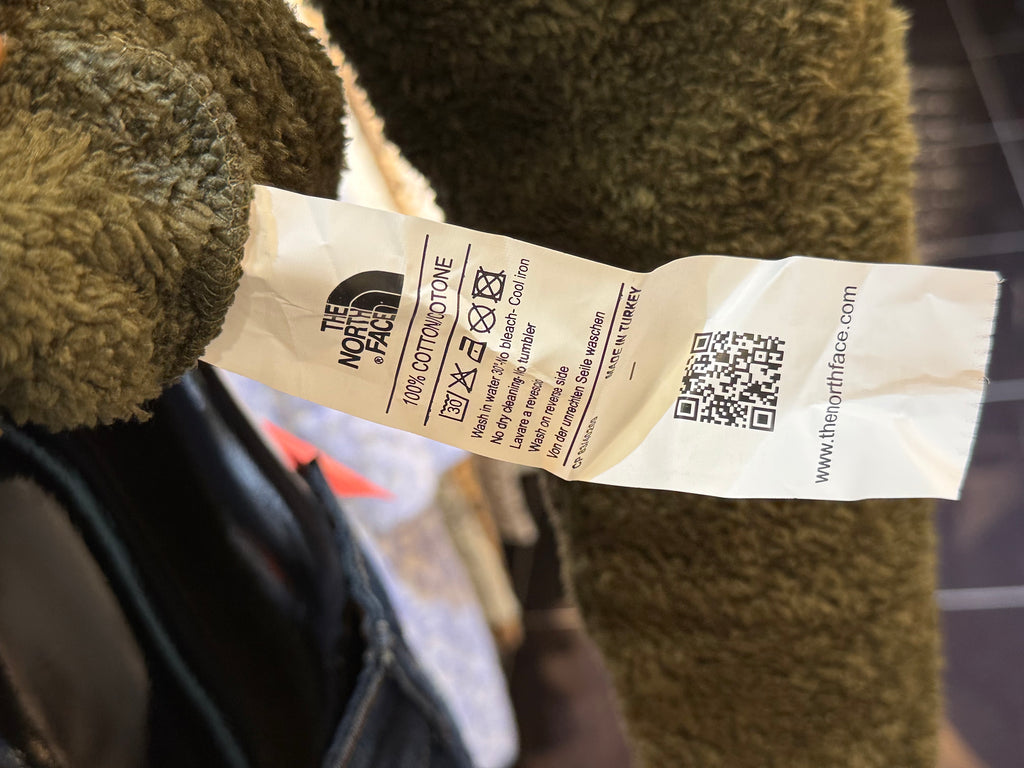 THE
NORTH
FACE®
100% COTTON/COTONE
30
Wash in water 30°-No bleach- Cool iron
No dry cleaning-No tumbler
Lavare a rovescio
Wash on reverse side
Von der unrechten Seile waschen
MADE IN TURKEY
www.thenorthface.com